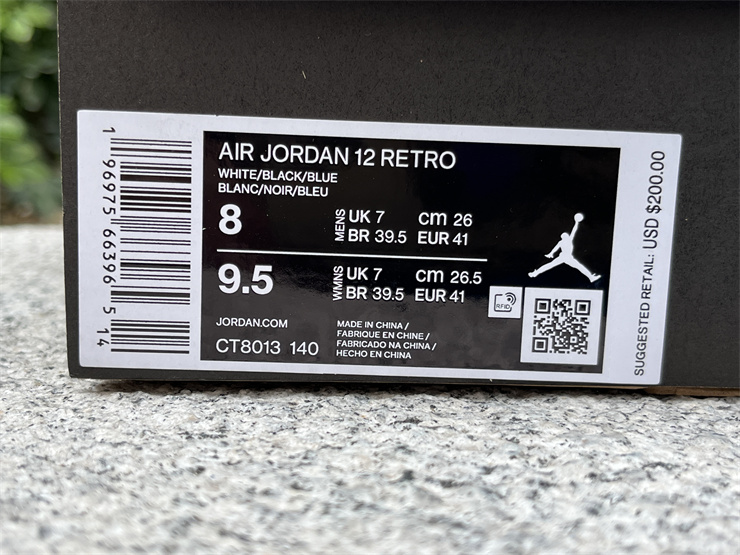 AIR JORDAN 12 RETRO
WHITE/BLACK/BLUE
BLANC/NOIR/BLEU
8 MENS UK 7 cm 26
BR 39.5 EUR 41
9.5 WMNS UK 7 cm 26.5
BR 39.5 EUR 41
JORDAN.COM
CT8013 140
MADE IN CHINA /
FABRIQUE EN CHINE /
FABRICADO NA CHINA /
HECHO EN CHINA
RFID
1 96975 66396 5 14
SUGGESTED RETAIL: USD $200.00